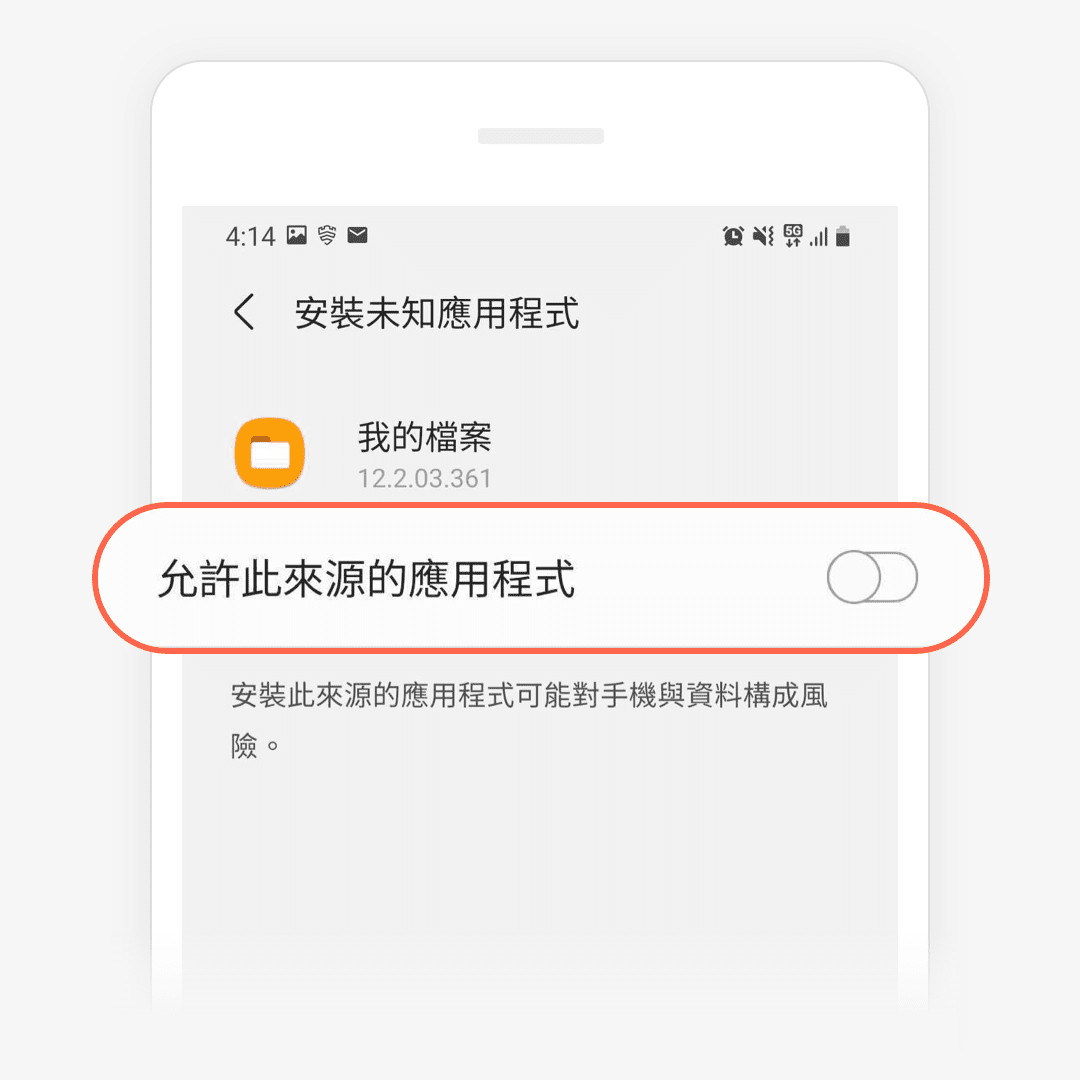 4:14
5G
安裝未知應用程式
我的檔案
12.2.03.361
允許此來源的應用程式
安裝此來源的應用程式可能對手機與資料構成風
險。